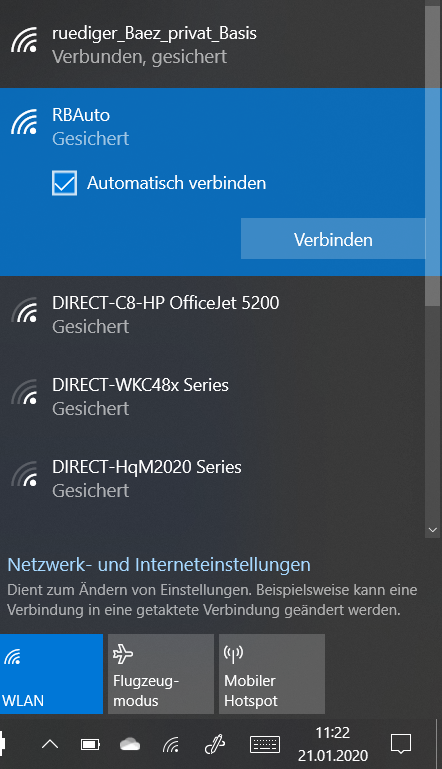 ruediger_Baez_privat_Basis
Verbunden, gesichert
RBAuto
Gesichert
Automatisch verbinden
Verbinden
DIRECT-C8-HP OfficeJet 5200
Gesichert
DIRECT-WKC48x Series
Gesichert
DIRECT-HqM2020 Series
Gesichert
Netzwerk- und Interneteinstellungen
Dient zum Ändern von Einstellungen. Beispielsweise kann eine
Verbindung in eine getaktete Verbindung geändert werden.
WLAN
Flugzeug-
modus
Mobiler
Hotspot
11:22
21.01.2020